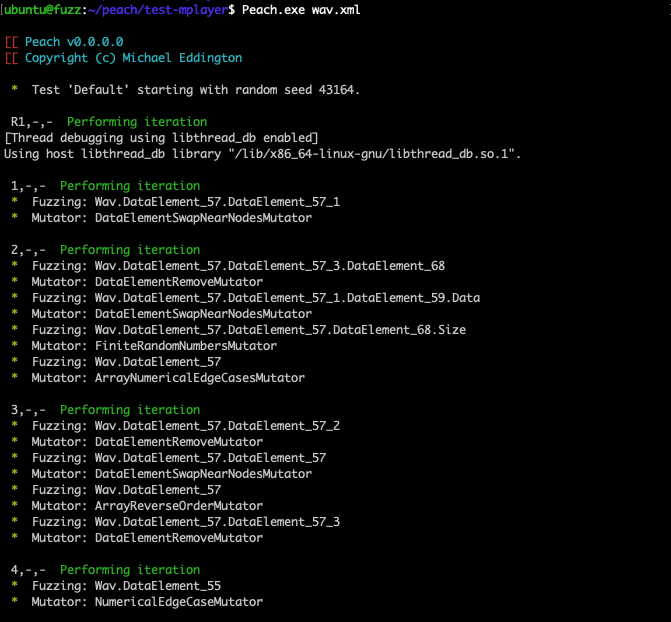 [ubuntu@fuzz:~/peach/test-mplayer$ Peach.exe wav.xml
[[ Peach v0.0.0.0
[[ Copyright (c) Michael Eddington
* Test 'Default' starting with random seed 43164.
R1,-,- Performing iteration
[Thread debugging using libthread_db enabled]
Using host libthread_db library "/lib/x86_64-linux-gnu/libthread_db.so.1".
1,-,- Performing iteration
* Fuzzing: Wav.DataElement_57.DataElement_57_1
* Mutator: DataElementSwapNearNodesMutator
2,-,- Performing iteration
* Fuzzing: Wav.DataElement_57.DataElement_57_3.DataElement_68
* Mutator: DataElementRemoveMutator
* Fuzzing: Wav.DataElement_57.DataElement_57_1.DataElement_59.Data
* Mutator: DataElementSwapNearNodesMutator
* Fuzzing: Wav.DataElement_57.DataElement_57.DataElement_68.Size
* Mutator: FiniteRandomNumbersMutator
* Fuzzing: Wav.DataElement_57
* Mutator: ArrayNumericalEdgeCasesMutator
3,-,- Performing iteration
* Fuzzing: Wav.DataElement_57.DataElement_57_2
* Mutator: DataElementRemoveMutator
* Fuzzing: Wav.DataElement_57.DataElement_57
* Mutator: DataElementSwapNearNodesMutator
* Fuzzing: Wav.DataElement_57
* Mutator: ArrayReverseOrderMutator
* Fuzzing: Wav.DataElement_57.DataElement_57_3
* Mutator: DataElementRemoveMutator
4,-,- Performing iteration
* Fuzzing: Wav.DataElement_55
* Mutator: NumericalEdgeCaseMutator